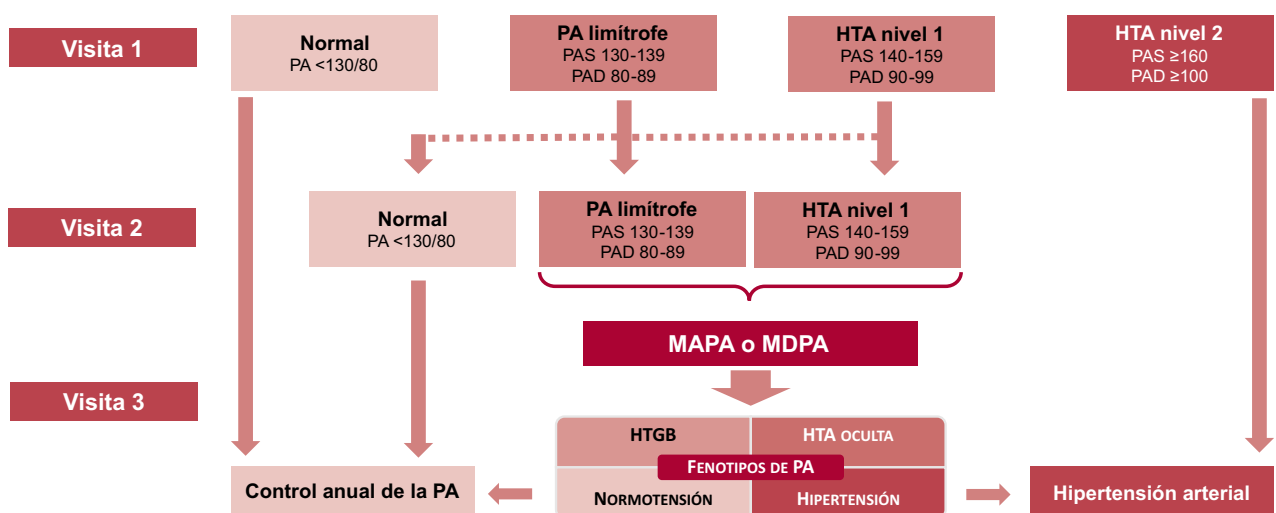 Visita 1
Normal
PA <130/80
PA limítrofe
PAS 130-139
PAD 80-89
HTA nivel 1
PAS 140-159
PAD 90-99
HTA nivel 2
PAS ≥160
PAD ≥100
Visita 2
Normal
PA <130/80
PA limítrofe
PAS 130-139
PAD 80-89
HTA nivel 1
PAS 140-159
PAD 90-99
MAPA o MDPA
Visita 3
HTGB
HTA OCULTA
FENOTIPOS DE PA
NORMOTENSIÓN
HIPERTENSIÓN
Control anual de la PA
Hipertensión arterial